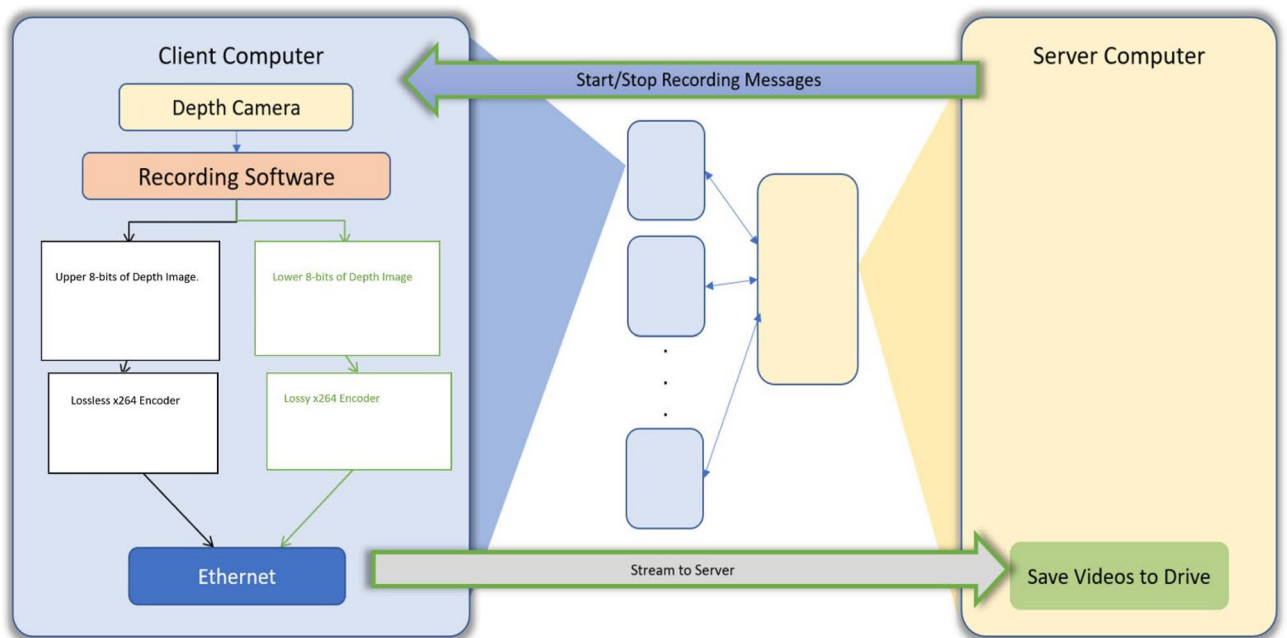 Client Computer
Server Computer
Start/Stop Recording Messages
Depth Camera
Recording Software
Upper 8-bits of Depth Image.
Lower 8-bits of Depth Image
Lossless x264 Encoder
Lossy x264 Encoder
Ethernet
Stream to Server
Save Videos to Drive